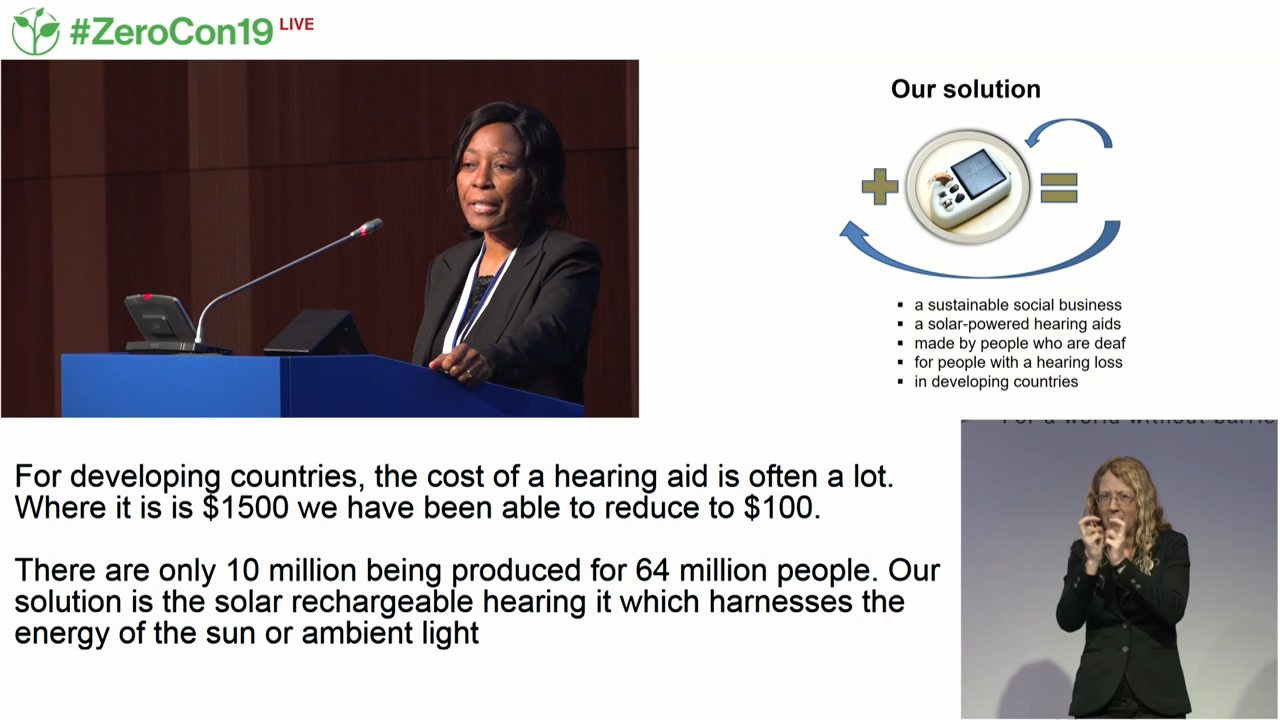 #ZeroCon19 LIVE
Our solution
a sustainable social business
a solar-powered hearing aids
made by people who are deaf
for people with a hearing loss
in developing countries
For a world without barrie
For developing countries, the cost of a hearing aid is often a lot.
Where it is is $1500 we have been able to reduce to $100.
There are only 10 million being produced for 64 million people. Our
solution is the solar rechargeable hearing it which harnesses the
energy of the sun or ambient light